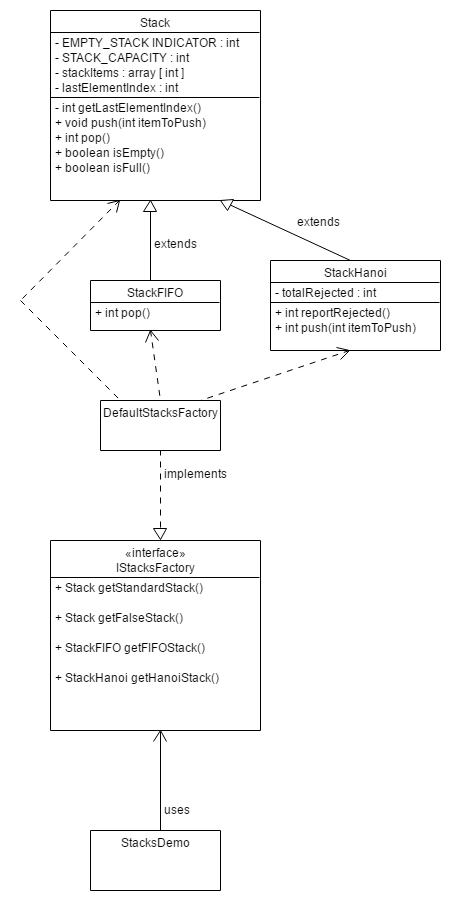 Stack
- EMPTY_STACK INDICATOR : int
- STACK_CAPACITY : int
- stackItems : array [ int ]
- lastElementIndex : int
- int getLastElementIndex()
+ void push(int itemToPush)
+ int pop()
+ boolean isEmpty()
+ boolean isFull()
extends
extends
StackFIFO
+ int pop()
StackHanoi
- totalRejected : int
+ int reportRejected()
+ int push(int itemToPush)
DefaultStacksFactory
implements
«interface»
IStacksFactory
+ Stack getStandardStack()
+ Stack getFalseStack()
+ StackFIFO getFIFOStack()
+ StackHanoi getHanoiStack()
uses
StacksDemo